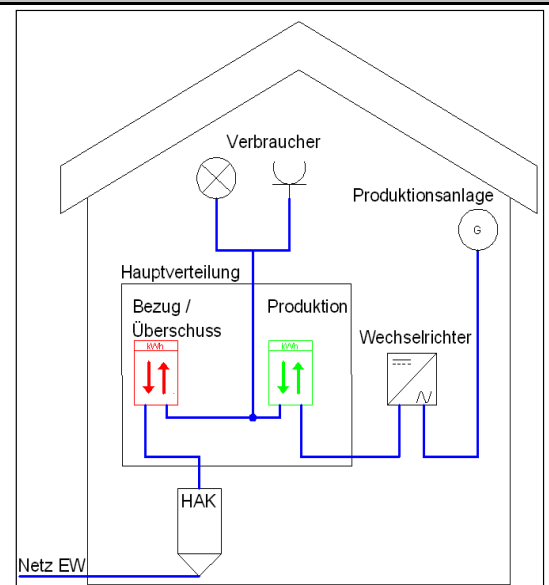 Verbraucher
Produktionsanlage
G
Hauptverteilung
Bezug /
Überschuss
Produktion
kWh
kWh
Wechselrichter
HAK
Netz EW